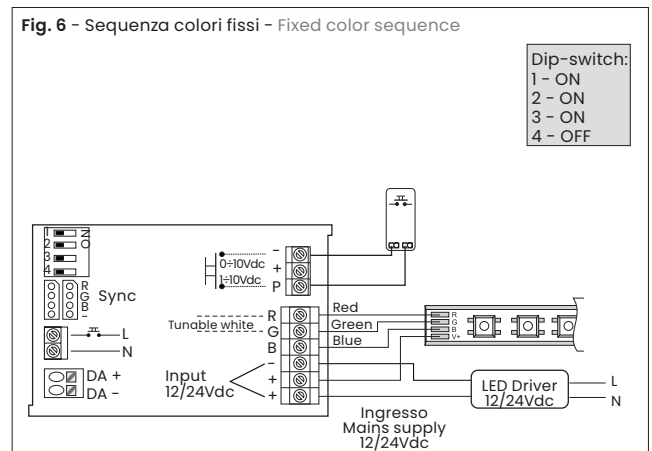 Fig. 6 - Sequenza colori fissi - Fixed color sequence
Dip-switch:
1 - ON
2 - ON
3 - ON
4 - OFF
1
2
3
4
ON
R
G
B
-
Sync
L
N
DA +
DA -
0÷10Vdc
1÷10Vdc
-
+
P
Tunable white
R
G
B
-
+
+
Input
12/24Vdc
Red
Green
Blue
R
G
B
V+
LED Driver
12/24Vdc
L
N
Ingresso
Mains supply
12/24Vdc